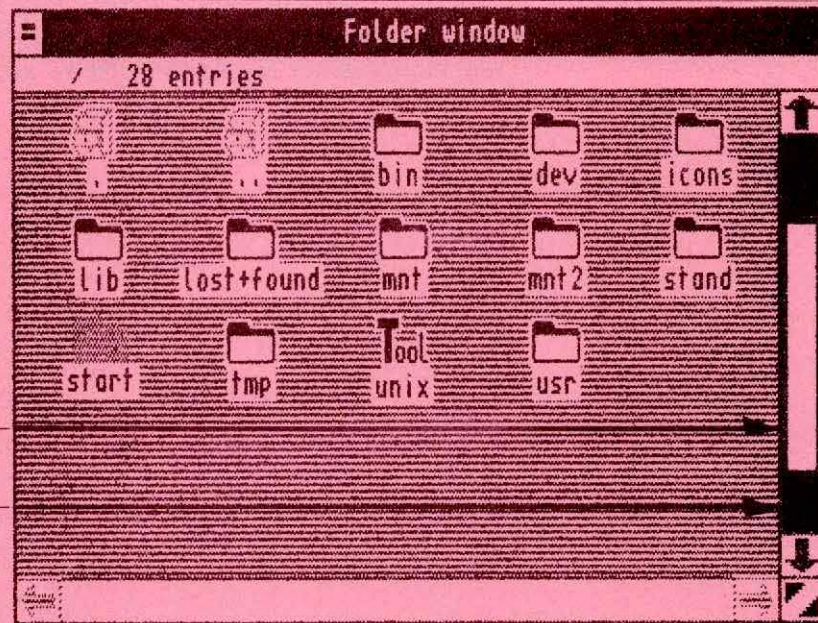 Folder window
/ 28 entries
. .. bin dev icons
lib lost+found mnt mnt2 stand
Tool
start tmp unix usr